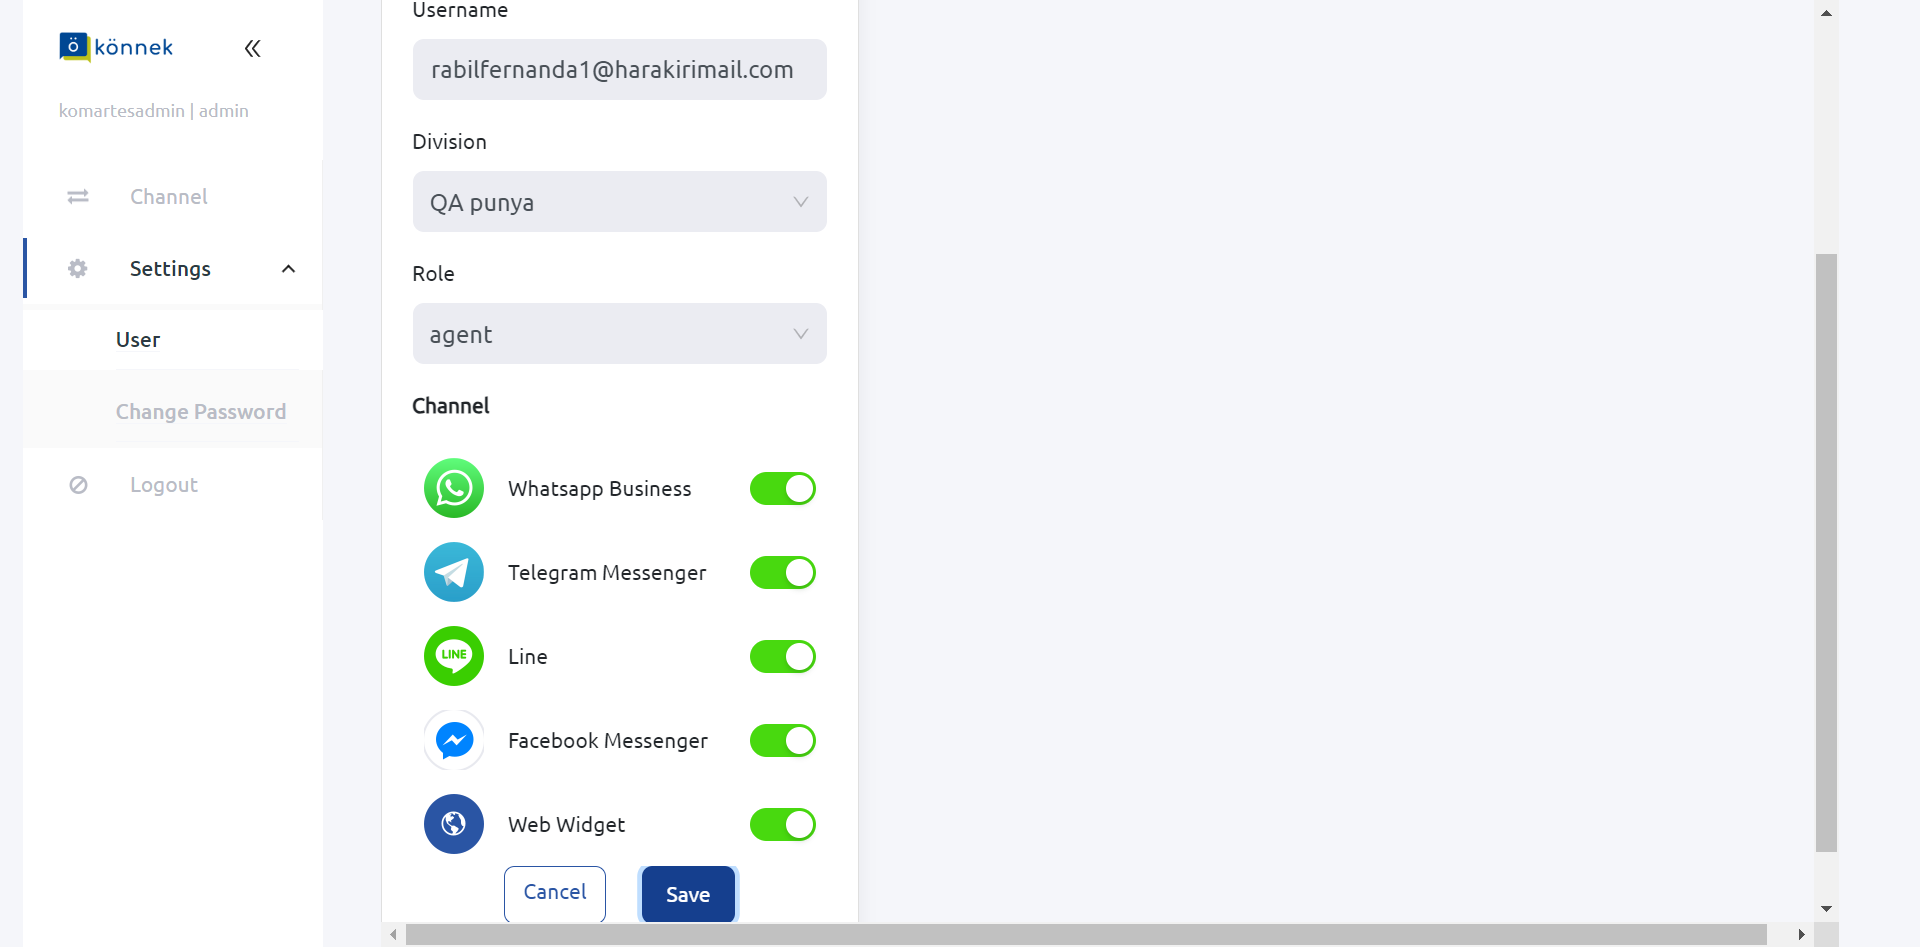 ö könnek
komartesadmin | admin
Channel
Settings
User
Change Password
Logout
Username
rabilfernanda1@harakirimail.com
Division
QA punya
Role
agent
Channel
Whatsapp Business
Telegram Messenger
LINE Line
Facebook Messenger
Web Widget
Cancel Save